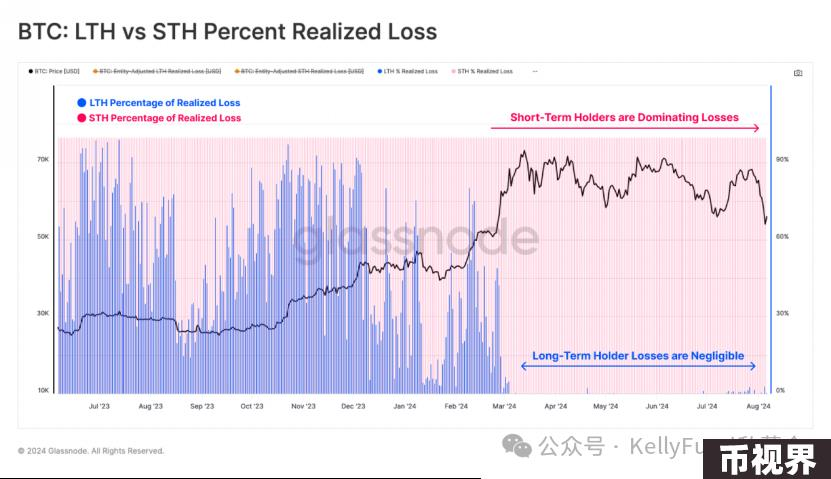 BTC: LTH vs STH Percent Realized Loss
BTC: Price [USD] BTC: Entity-Adjusted LTH Realized Loss [USD] BTC: Entity-Adjusted STH Realized Loss [USD] LTH % Realized Loss STH % Realized Loss
LTH Percentage of Realized Loss
STH Percentage of Realized Loss
Short-Term Holders are Dominating Losses
70K 90%
50K 60%
glassnode
30K 30%
Long-Term Holder Losses are Negligible
10K 0%
Jul '23 Aug '23 Sep '23 Oct '23 Nov '23 Dec '23 Jan '24 Feb '24 Mar '24 Apr '24 May '24 Jun '24 Jul '24 Aug '24
© 2024 Glassnode. All Rights Reserved.
公众号 · KellyFu
币视界